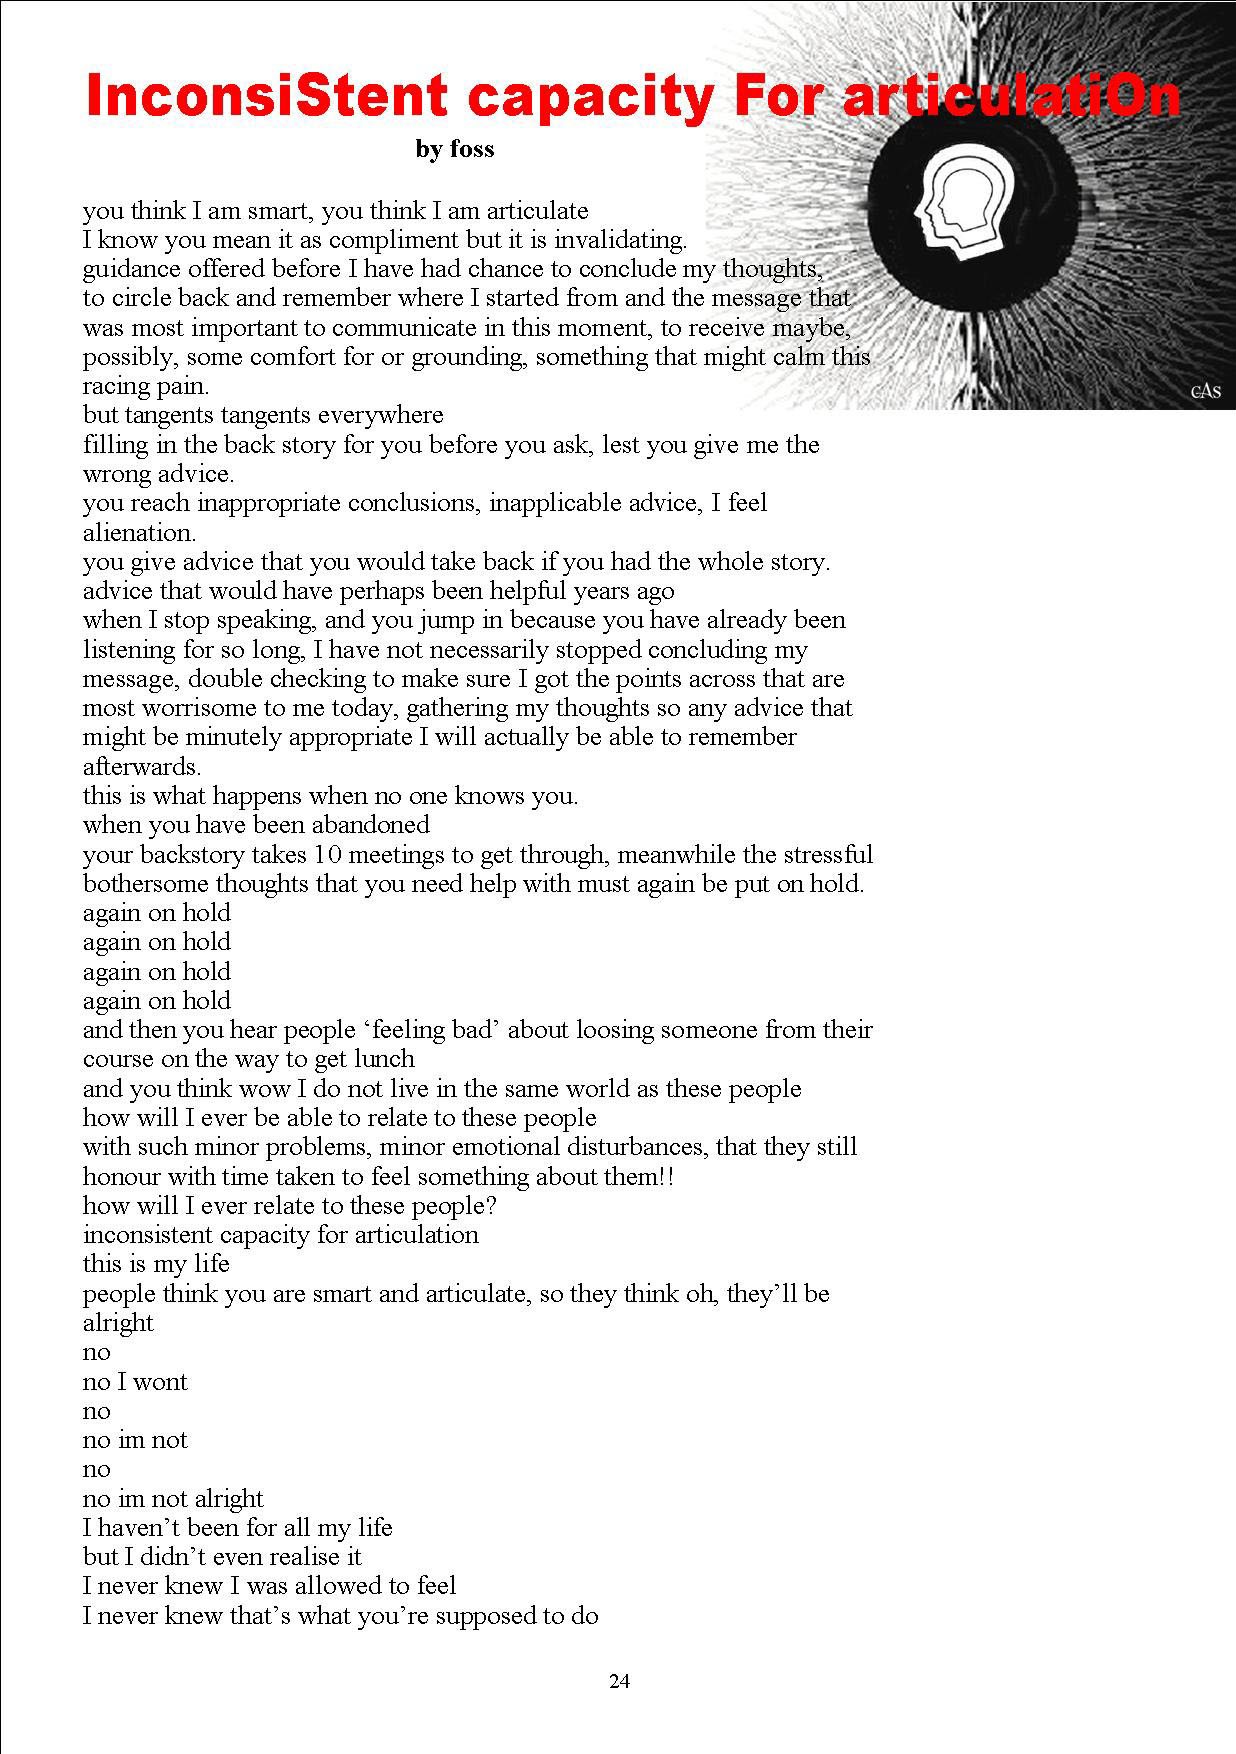 InconsiStent capacity For articulatiOn
by foss
you think I am smart, you think I am articulate
I know you mean it as compliment but it is invalidating.
guidance offered before I have had chance to conclude my thoughts,
to circle back and remember where I started from and the message that
was most important to communicate in this moment, to receive maybe,
possibly, some comfort for or grounding, something that might calm this
racing pain.
but tangents tangents everywhere
filling in the back story for you before you ask, lest you give me the
wrong advice.
you reach inappropriate conclusions, inapplicable advice, I feel
alienation.
you give advice that you would take back if you had the whole story.
advice that would have perhaps been helpful years ago
when I stop speaking, and you jump in because you have already been
listening for so long, I have not necessarily stopped concluding my
message, double checking to make sure I got the points across that are
most worrisome to me today, gathering my thoughts so any advice that
might be minutely appropriate I will actually be able to remember
afterwards.
this is what happens when no one knows you.
when you have been abandoned
your backstory takes 10 meetings to get through, meanwhile the stressful
bothersome thoughts that you need help with must again be put on hold.
again on hold
again on hold
again on hold
again on hold
and then you hear people ‘feeling bad’ about loosing someone from their
course on the way to get lunch
and you think wow I do not live in the same world as these people
how will I ever be able to relate to these people
with such minor problems, minor emotional disturbances, that they still
honour with time taken to feel something about them!!
how will I ever relate to these people?
inconsistent capacity for articulation
this is my life
people think you are smart and articulate, so they think oh, they’ll be
alright
no
no I wont
no
no im not
no
no im not alright
I haven’t been for all my life
but I didn’t even realise it
I never knew I was allowed to feel
I never knew that’s what you’re supposed to do
24
cAs